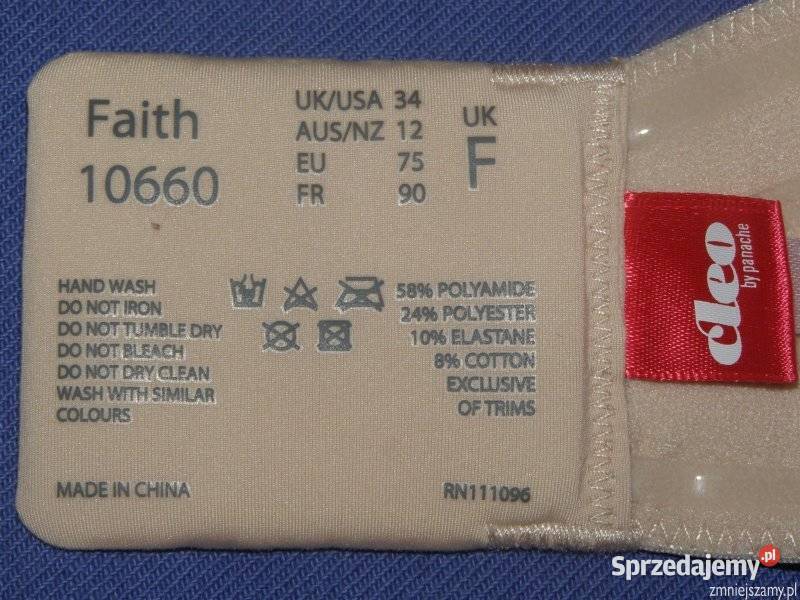 Faith
10660
UK/USA 34
AUS/NZ 12
EU 75
FR 90
UK
F
HAND WASH
DO NOT IRON
DO NOT TUMBLE DRY
DO NOT BLEACH
DO NOT DRY CLEAN
WASH WITH SIMILAR
COLOURS
58% POLYAMIDE
24% POLYESTER
10% ELASTANE
8% COTTON
EXCLUSIVE
OF TRIMS
MADE IN CHINA
RN111096
cleo
by panache
Sprzedajemy.pl
zmniejszamy.pl